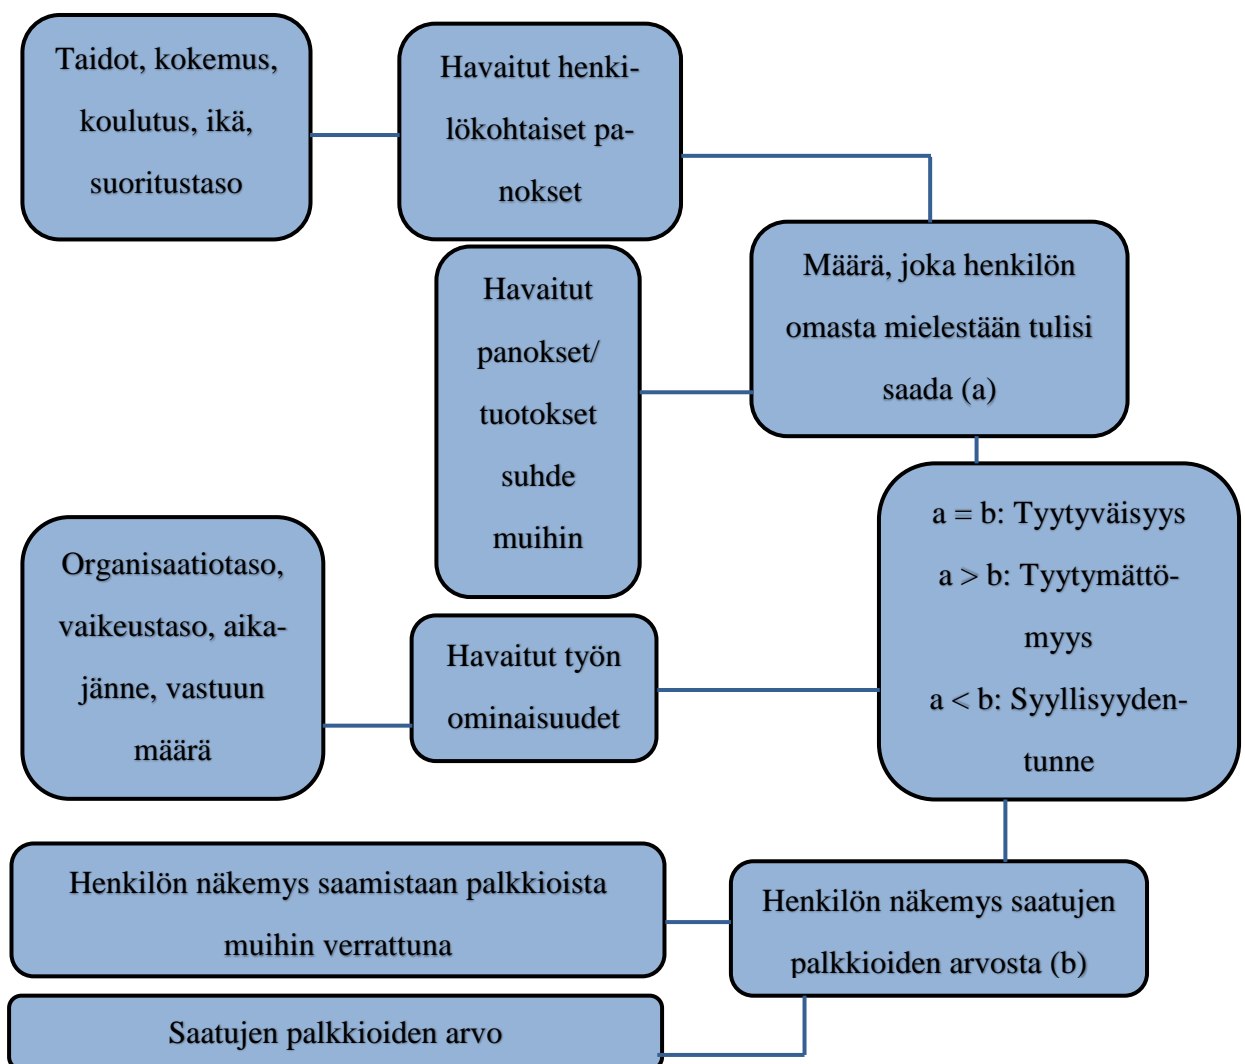 Taidot, kokemus,
koulutus, ikä,
suoritustaso
Havaitut henki-
lökohtaiset pa-
nokset
Havaitut
panokset/
tuotokset
suhde
muihin
Määrä, joka henkilön
omasta mielestään tulisi
saada (a)
a = b: Tyytyväisyys
a > b: Tyytymättö-
myys
a < b: Syyllisyyden-
tunne
Organisaatiotaso,
vaikeustaso, aika-
jänne, vastuun
määrä
Havaitut työn
ominaisuudet
Henkilön näkemys saamistaan palkkioista
muihin verrattuna
Henkilön näkemys saatujen
palkkioiden arvosta (b)
Saatujen palkkioiden arvo